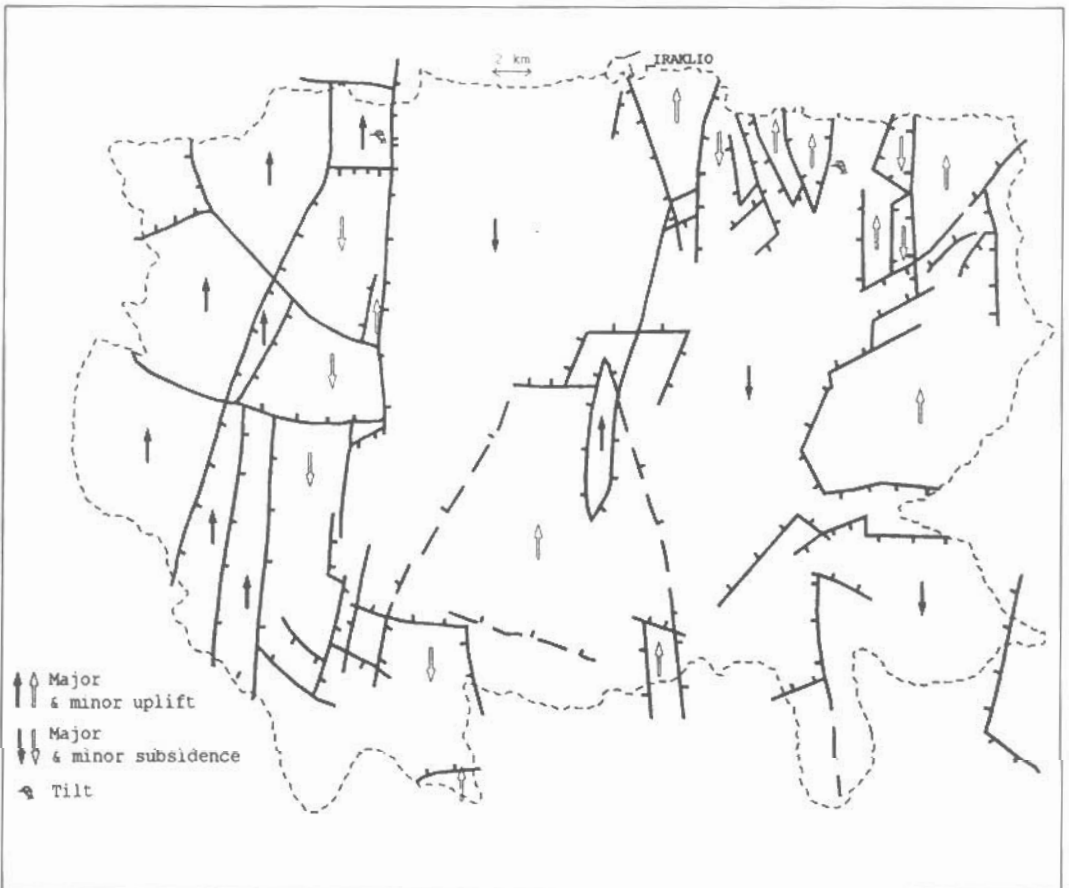 2 km
IRAKLIO
Major
& minor uplift
Major
& minor subsidence
Tilt